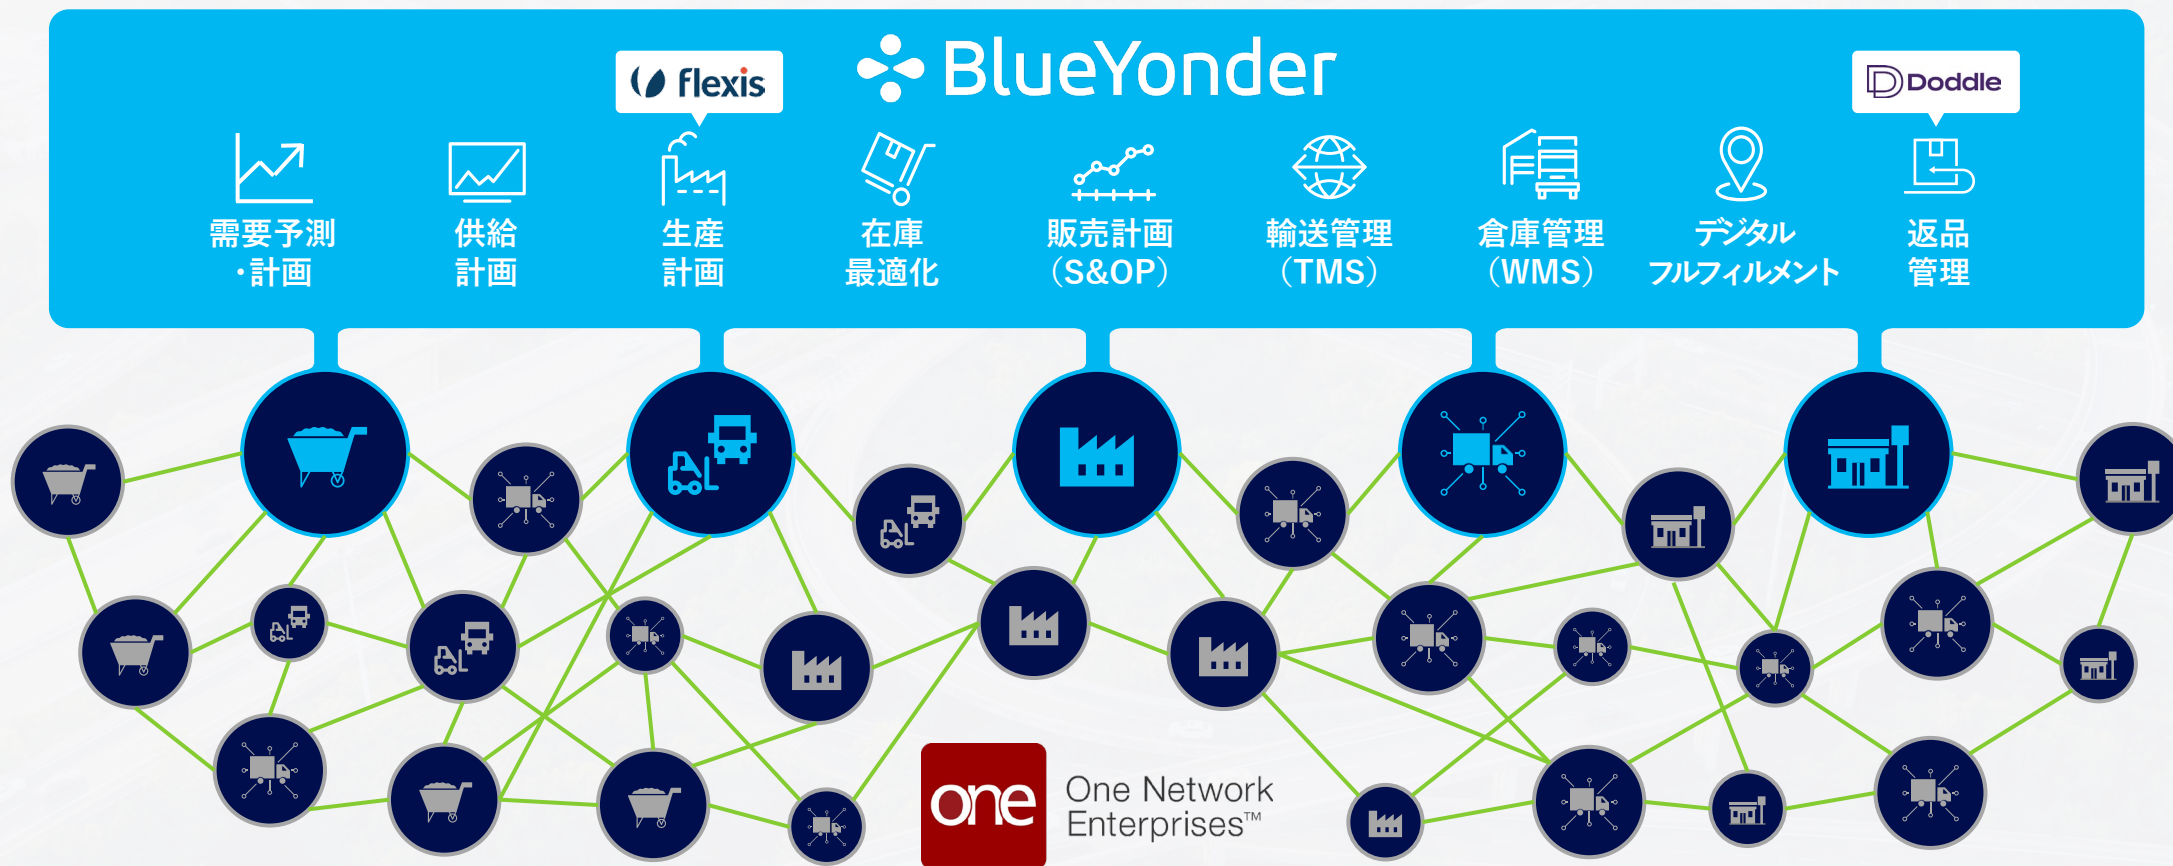 BlueYonder
flexis
Doddle
需要予測
・計画
供給
計画
生産
計画
在庫
最適化
販売計画
（S&OP）
輸送管理
（TMS）
倉庫管理
（WMS）
デジタル
フルフィルメント
返品
管理
one
One Network
Enterprises™